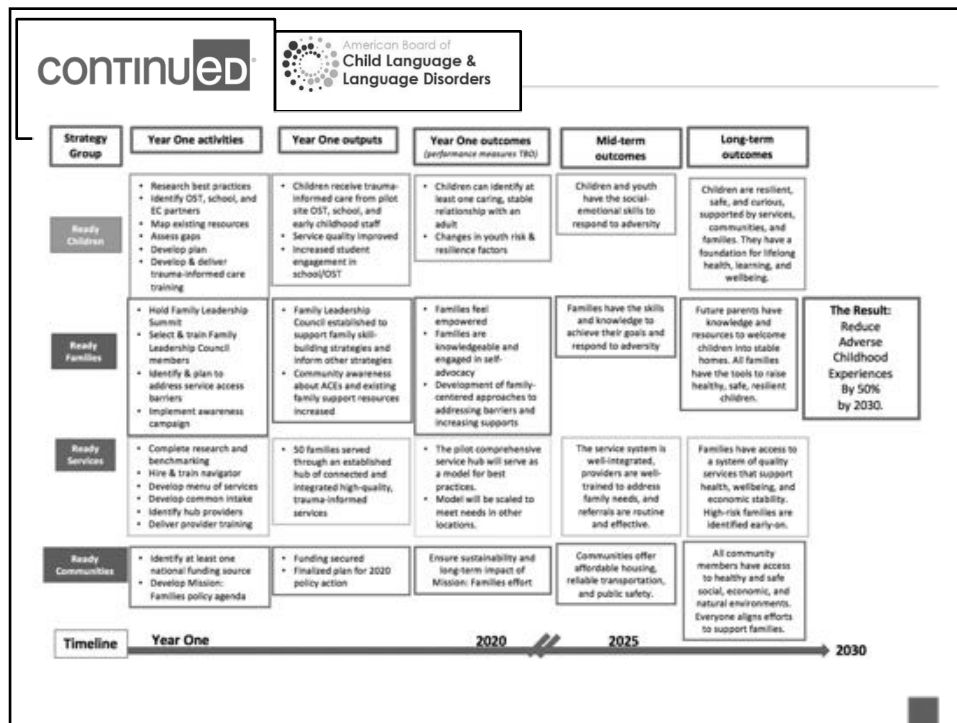 continued
American Board of
Child Language &
Language Disorders
Strategy
Group
Year One activities
Year One outputs
Year One outcomes
(performance measures TBD)
Mid-term
outcomes
Long-term
outcomes
Ready
Children
• Research best practices
• Identify OST, school, and
EC partners
• Map existing resources
• Assess gaps
• Develop plan
• Develop & deliver
trauma-informed care
training
• Children receive trauma-
informed care from pilot
site OST, school, and
early childhood staff
• Service quality improved
• Increased student
engagement in
school/OST
• Children can identify at
least one caring, stable
relationship with an
adult
• Changes in youth risk &
resilience factors
Children and youth
have the social-
emotional skills to
respond to adversity
Children are resilient,
safe, and curious,
supported by services,
communities, and
families. They have a
foundation for lifelong
health, learning, and
wellbeing.
Ready
Families
• Hold Family Leadership
Summit
• Select & train Family
Leadership Council
members
• Identify & plan to
address service access
barriers
• Implement awareness
campaign
• Family Leadership
Council established to
support family skill-
building strategies and
inform other strategies
• Community awareness
about ACEs and existing
family support resources
increased
• Families feel
empowered
• Families are
knowledgeable and
engaged in self-
advocacy
• Development of family-
centered approaches to
addressing barriers and
increasing supports
Families have the skills
and knowledge to
achieve their goals and
respond to adversity
Future parents have
knowledge and
resources to welcome
children into stable
homes. All families
have the tools to raise
healthy, safe, resilient
children.
The Result:
Reduce
Adverse
Childhood
Experiences
By 50%
by 2030.
Ready
Services
• Complete research and
benchmarking
• Hire & train navigator
• Develop menu of services
• Develop common intake
• Identify hub providers
• Deliver provider training
• 50 families served
through an established
hub of connected and
integrated high-quality,
trauma-informed
services
• The pilot comprehensive
service hub will serve as
a model for best
practices.
• Model will be scaled to
meet needs in other
locations.
The service system is
well-integrated,
providers are well-
trained to address
family needs, and
referrals are routine
and effective.
Families have access to
a system of quality
services that support
health, wellbeing, and
economic stability.
High-risk families are
identified early-on.
Ready
Communities
• Identify at least one
national funding source
• Develop Mission:
Families policy agenda
• Funding secured
• Finalized plan for 2020
policy action
Ensure sustainability and
long-term impact of
Mission: Families effort
Communities offer
affordable housing,
reliable transportation,
and public safety.
All community
members have access
to healthy and safe
social, economic, and
natural environments.
Everyone aligns efforts
to support families.
Timeline
Year One
2020
2025
2030